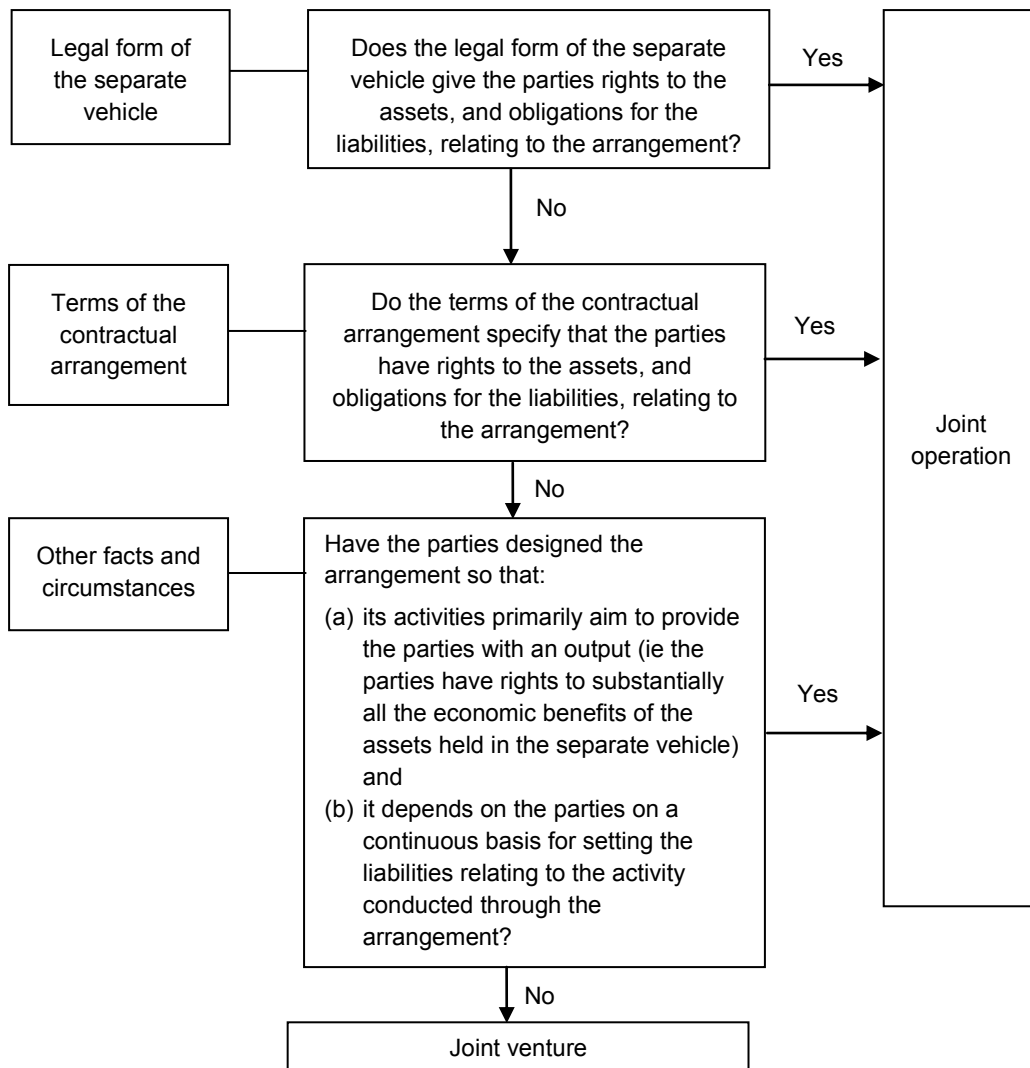 Legal form of
the separate
vehicle
Does the legal form of the separate
vehicle give the parties rights to the
assets, and obligations for the
liabilities, relating to the arrangement?
Yes
No
Terms of the
contractual
arrangement
Do the terms of the contractual
arrangement specify that the parties
have rights to the assets, and
obligations for the liabilities, relating to
the arrangement?
Yes
Joint
operation
No
Other facts and
circumstances
Have the parties designed the
arrangement so that:
(a) its activities primarily aim to provide
the parties with an output (ie the
parties have rights to substantially
all the economic benefits of the
assets held in the separate vehicle)
and
(b) it depends on the parties on a
continuous basis for setting the
liabilities relating to the activity
conducted through the
arrangement?
Yes
No
Joint venture